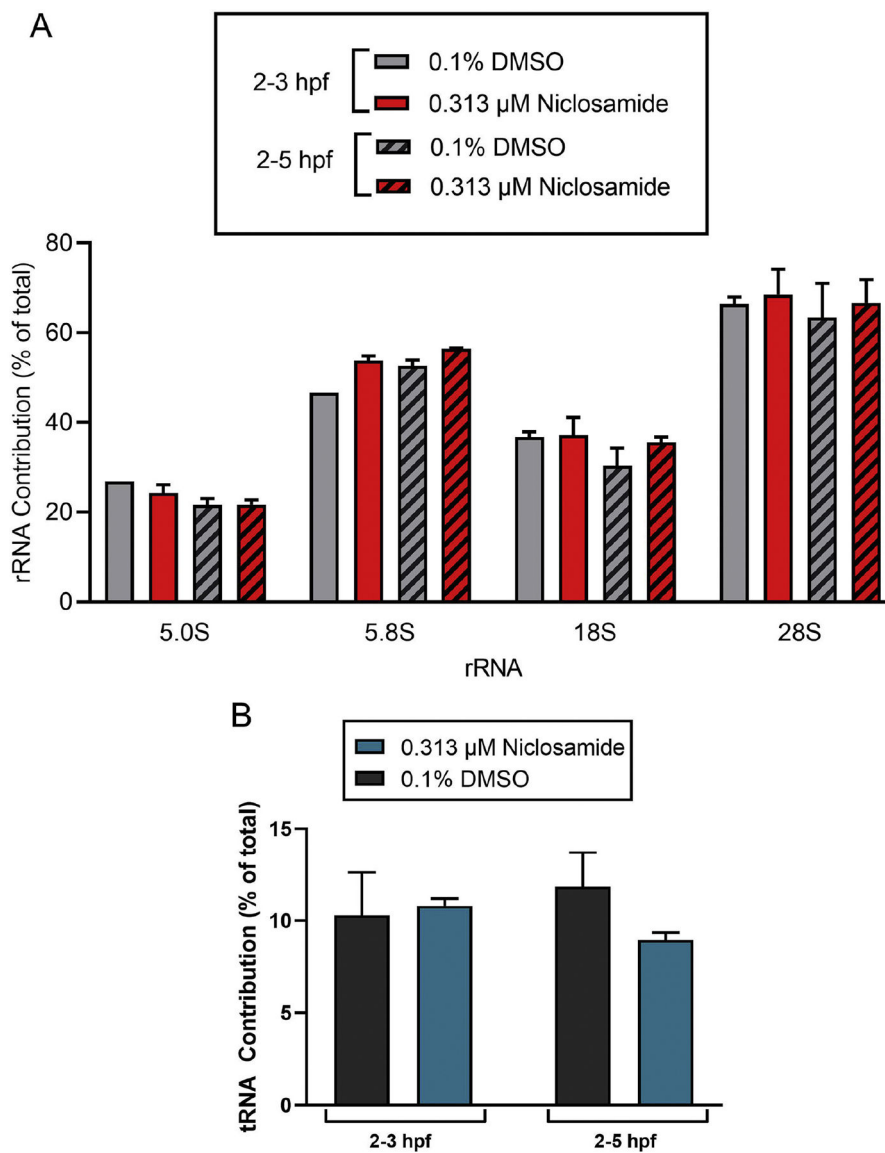 A
2-3 hpf
0.1% DMSO
0.313 µM Niclosamide
2-5 hpf
0.1% DMSO
0.313 µM Niclosamide
rRNA Contribution (% of total)
80
60
40
20
0
5.0S 5.8S 18S 28S
rRNA
B
0.313 µM Niclosamide
0.1% DMSO
tRNA Contribution (% of total)
15
10
5
0
2-3 hpf 2-5 hpf